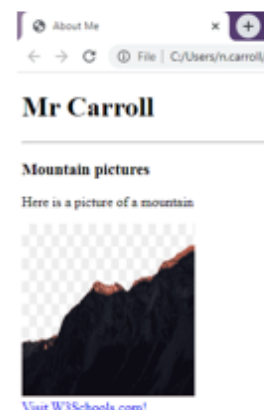 About Me
File | C:/Users/n.carroll/
Mr Carroll
Mountain pictures
Here is a picture of a mountain
Visit W3Schools.com!